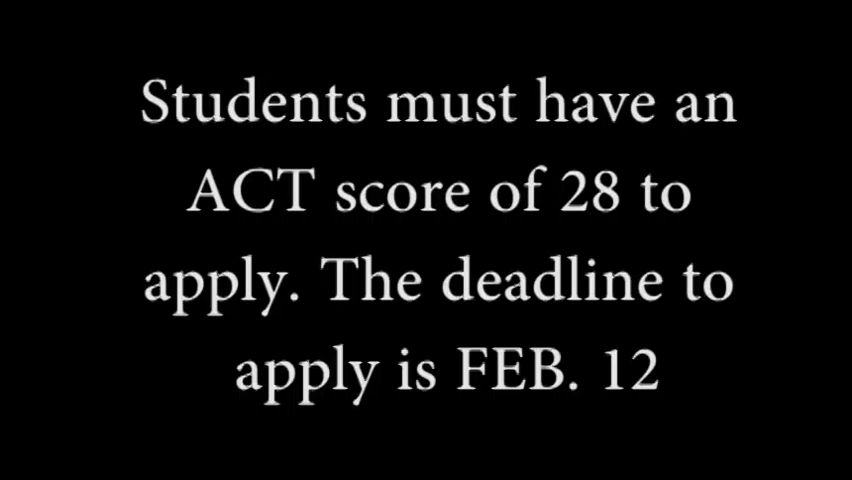 Students must have an
ACT score of 28 to
apply. The deadline to
apply is FEB. 12